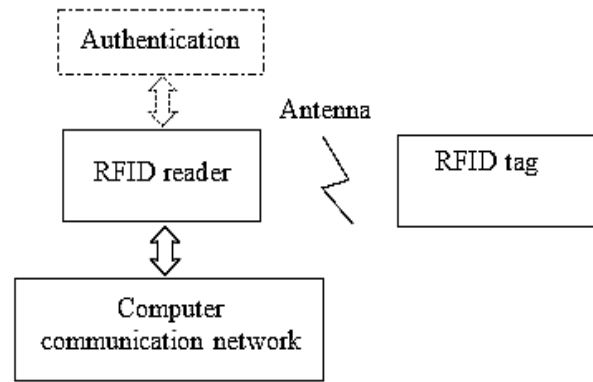 Authentication
Antenna
RFID reader
RFID tag
Computer
communication network